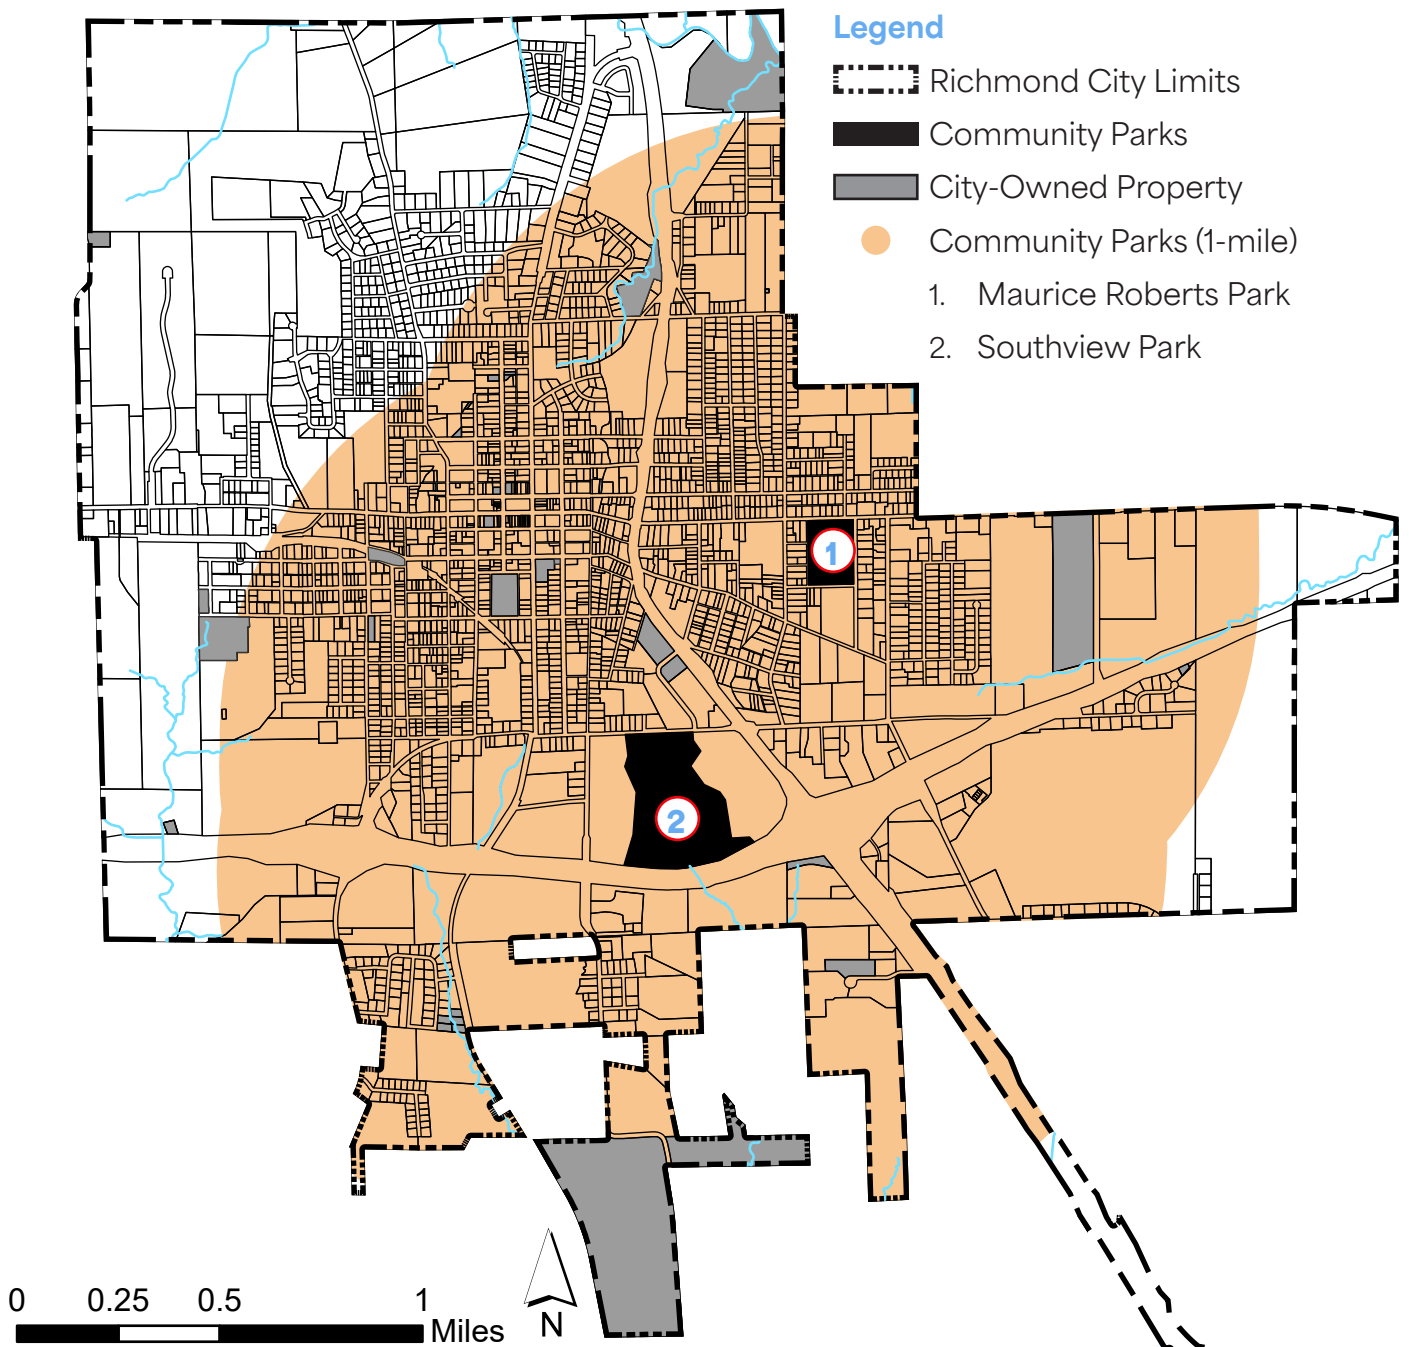 Legend
Richmond City Limits
Community Parks
City-Owned Property
Community Parks (1-mile)
1. Maurice Roberts Park
2. Southview Park
1
2
0 0.25 0.5 1
Miles
N